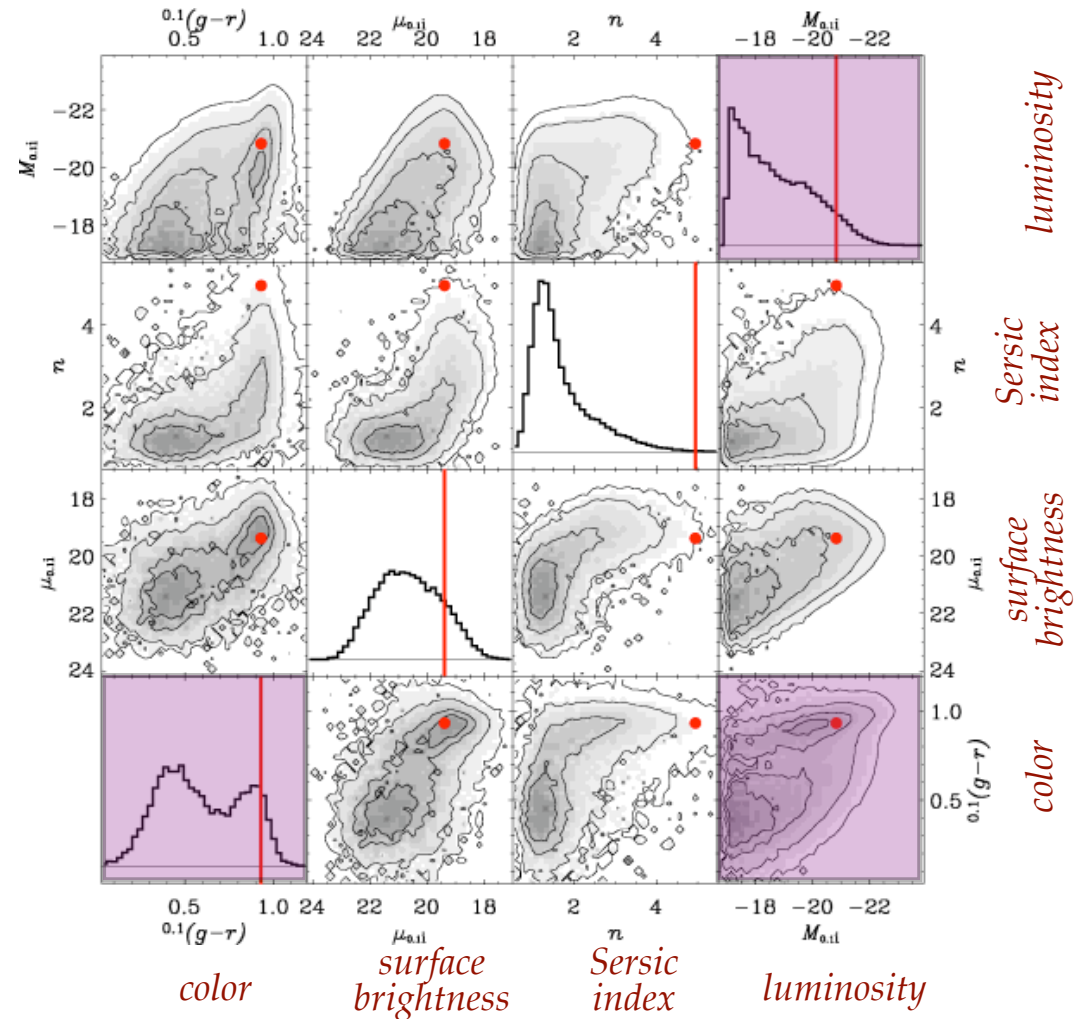 0.1(g−r) μ0.1i n M0.1i
0.5 1.0 24 22 20 18 2 4 −18 −20 −22
M0.1i −22 −20 −18 luminosity
n 4 2 4 2 n Sersic index
μ0.1i 18 20 22 24 18 20 22 24 μ0.1i surface brightness
1.0 0.5 0.1(g−r) color
0.5 1.0 24 22 20 18 2 4 −18 −20 −22
0.1(g−r) μ0.1i n M0.1i
color surface brightness Sersic index luminosity